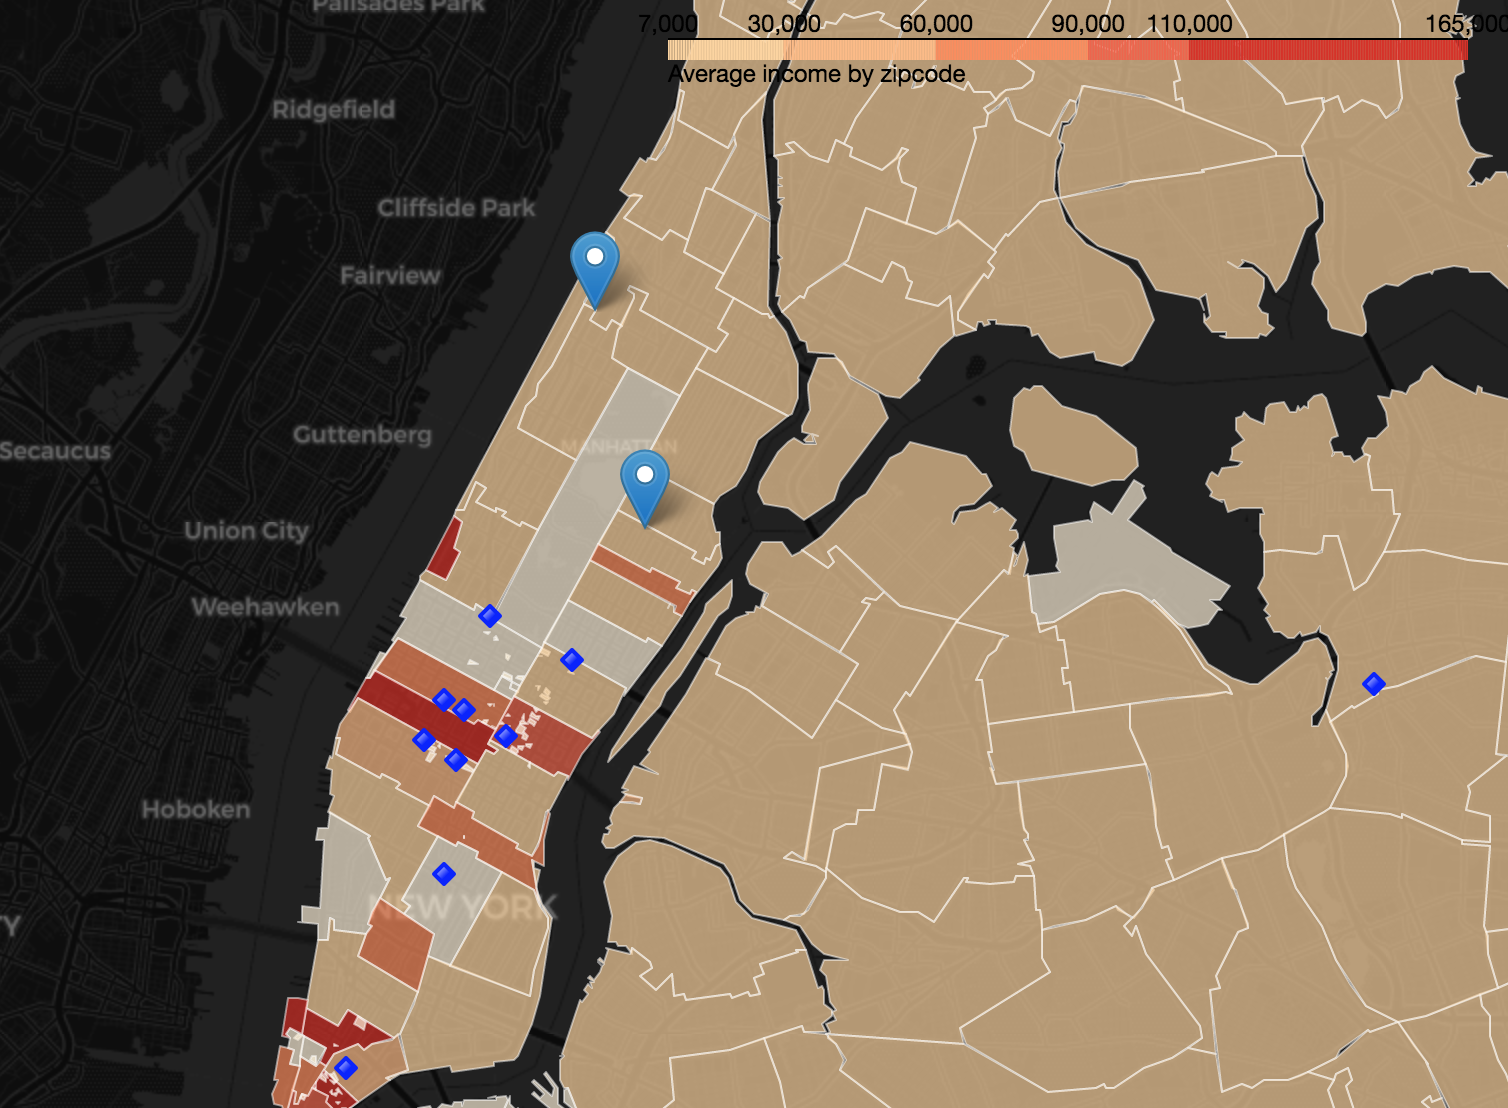 Palisades Park
7,000 30,000 60,000 90,000 110,000 165,000
Average income by zipcode
Ridgefield
Cliffside Park
Fairview
Guttenberg
MANHATTAN
Secaucus
Union City
Weehawken
Hoboken
NEW YORK
TY